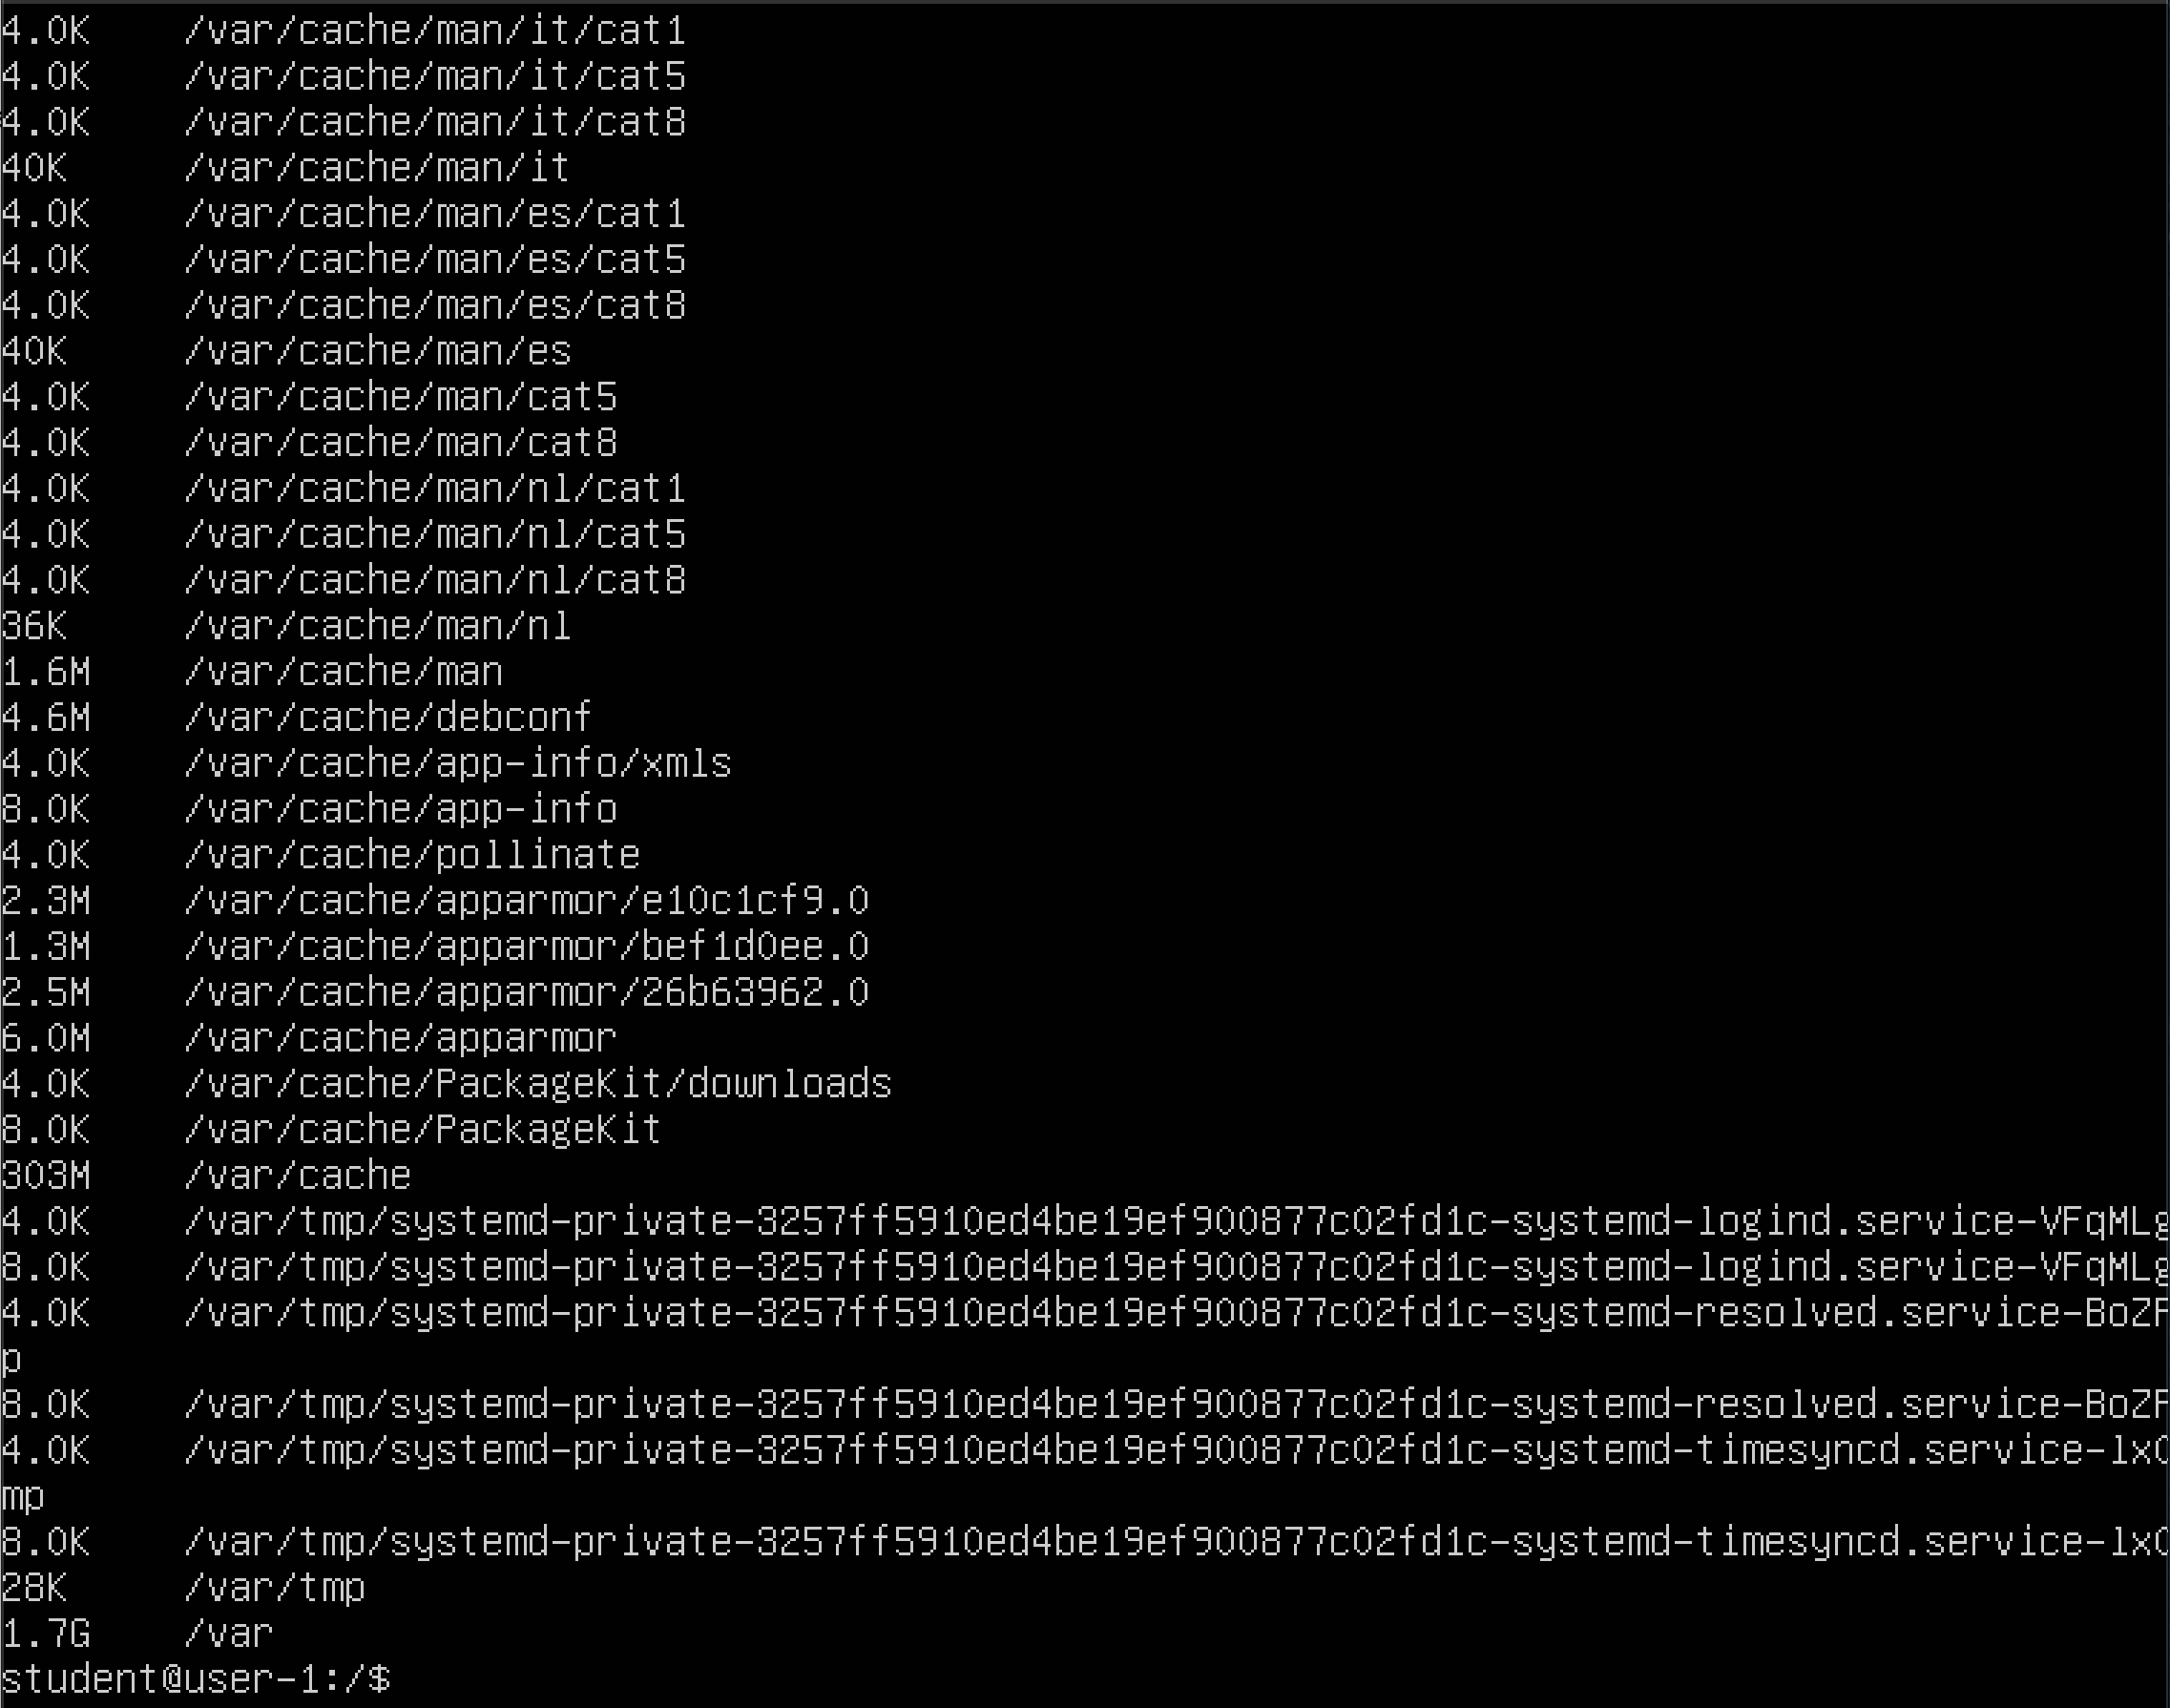 4.0K    /var/cache/man/it/cat1
4.0K    /var/cache/man/it/cat5
4.0K    /var/cache/man/it/cat8
40K     /var/cache/man/it
4.0K    /var/cache/man/es/cat1
4.0K    /var/cache/man/es/cat5
4.0K    /var/cache/man/es/cat8
40K     /var/cache/man/es
4.0K    /var/cache/man/cat5
4.0K    /var/cache/man/cat8
4.0K    /var/cache/man/nl/cat1
4.0K    /var/cache/man/nl/cat5
4.0K    /var/cache/man/nl/cat8
36K     /var/cache/man/nl
1.6M    /var/cache/man
4.6M    /var/cache/debconf
4.0K    /var/cache/app-info/xmls
8.0K    /var/cache/app-info
4.0K    /var/cache/pollinate
2.3M    /var/cache/apparmor/e10c1cf9.0
1.3M    /var/cache/apparmor/bef1d0ee.0
2.5M    /var/cache/apparmor/26b63962.0
6.0M    /var/cache/apparmor
4.0K    /var/cache/PackageKit/downloads
8.0K    /var/cache/PackageKit
303M    /var/cache
4.0K    /var/tmp/systemd-private-3257ff5910ed4be19ef900877c02fd1c-systemd-logind.service-VFqMLg
8.0K    /var/tmp/systemd-private-3257ff5910ed4be19ef900877c02fd1c-systemd-logind.service-VFqMLg
4.0K    /var/tmp/systemd-private-3257ff5910ed4be19ef900877c02fd1c-systemd-resolved.service-BoZ
p
8.0K    /var/tmp/systemd-private-3257ff5910ed4be19ef900877c02fd1c-systemd-resolved.service-BoZ
4.0K    /var/tmp/systemd-private-3257ff5910ed4be19ef900877c02fd1c-systemd-timesyncd.service-lx
mp
8.0K    /var/tmp/systemd-private-3257ff5910ed4be19ef900877c02fd1c-systemd-timesyncd.service-lx
28K     /var/tmp
1.7G    /var
student@user-1:/$